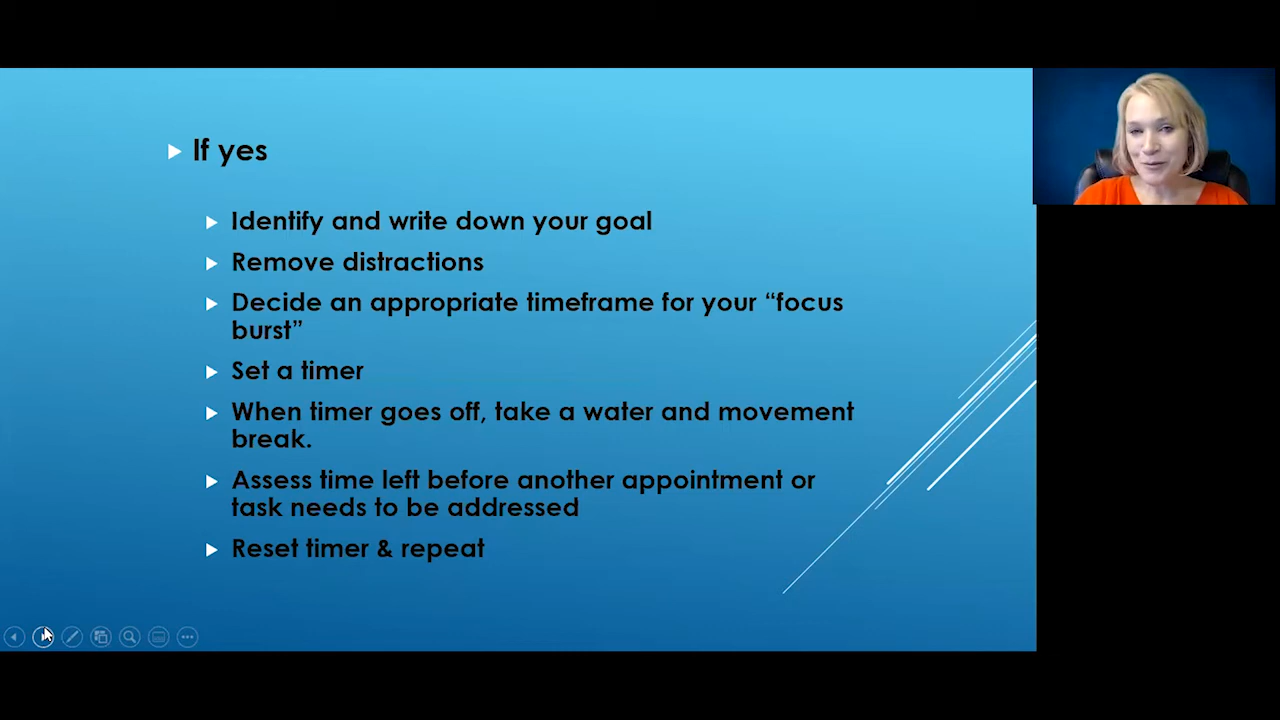 If yes
Identify and write down your goal
Remove distractions
Decide an appropriate timeframe for your “focus
burst”
Set a timer
When timer goes off, take a water and movement
break.
Assess time left before another appointment or
task needs to be addressed
Reset timer & repeat